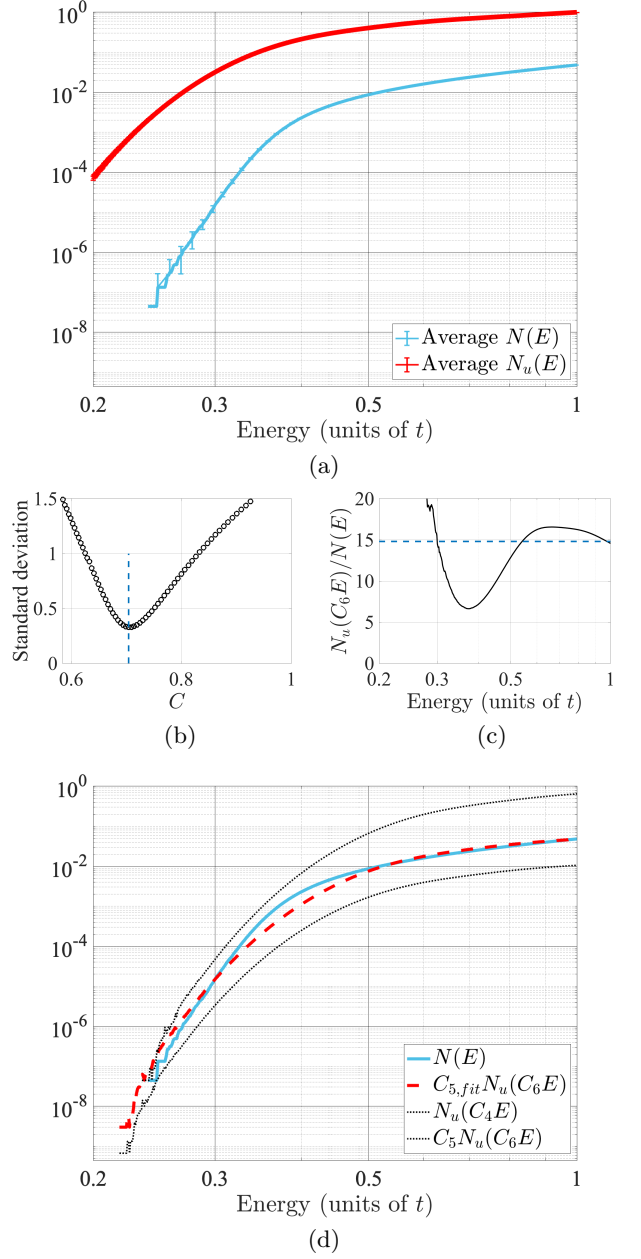 10^0
10^-2
10^-4
10^-6
10^-8
Average N(E)
Average N_u(E)
0.2 0.3 0.5 1
Energy (units of t)
(a)
Standard deviation
1.5
1
0.5
0
0.6 0.8 1
C
(b)
N_u(C_6E)/N(E)
20
15
10
5
0
0.2 0.3 0.5 1
Energy (units of t)
(c)
10^0
10^-2
10^-4
10^-6
10^-8
N(E)
C_{5,fit}N_u(C_6E)
N_u(C_4E)
C_5N_u(C_6E)
0.2 0.3 0.5 1
Energy (units of t)
(d)